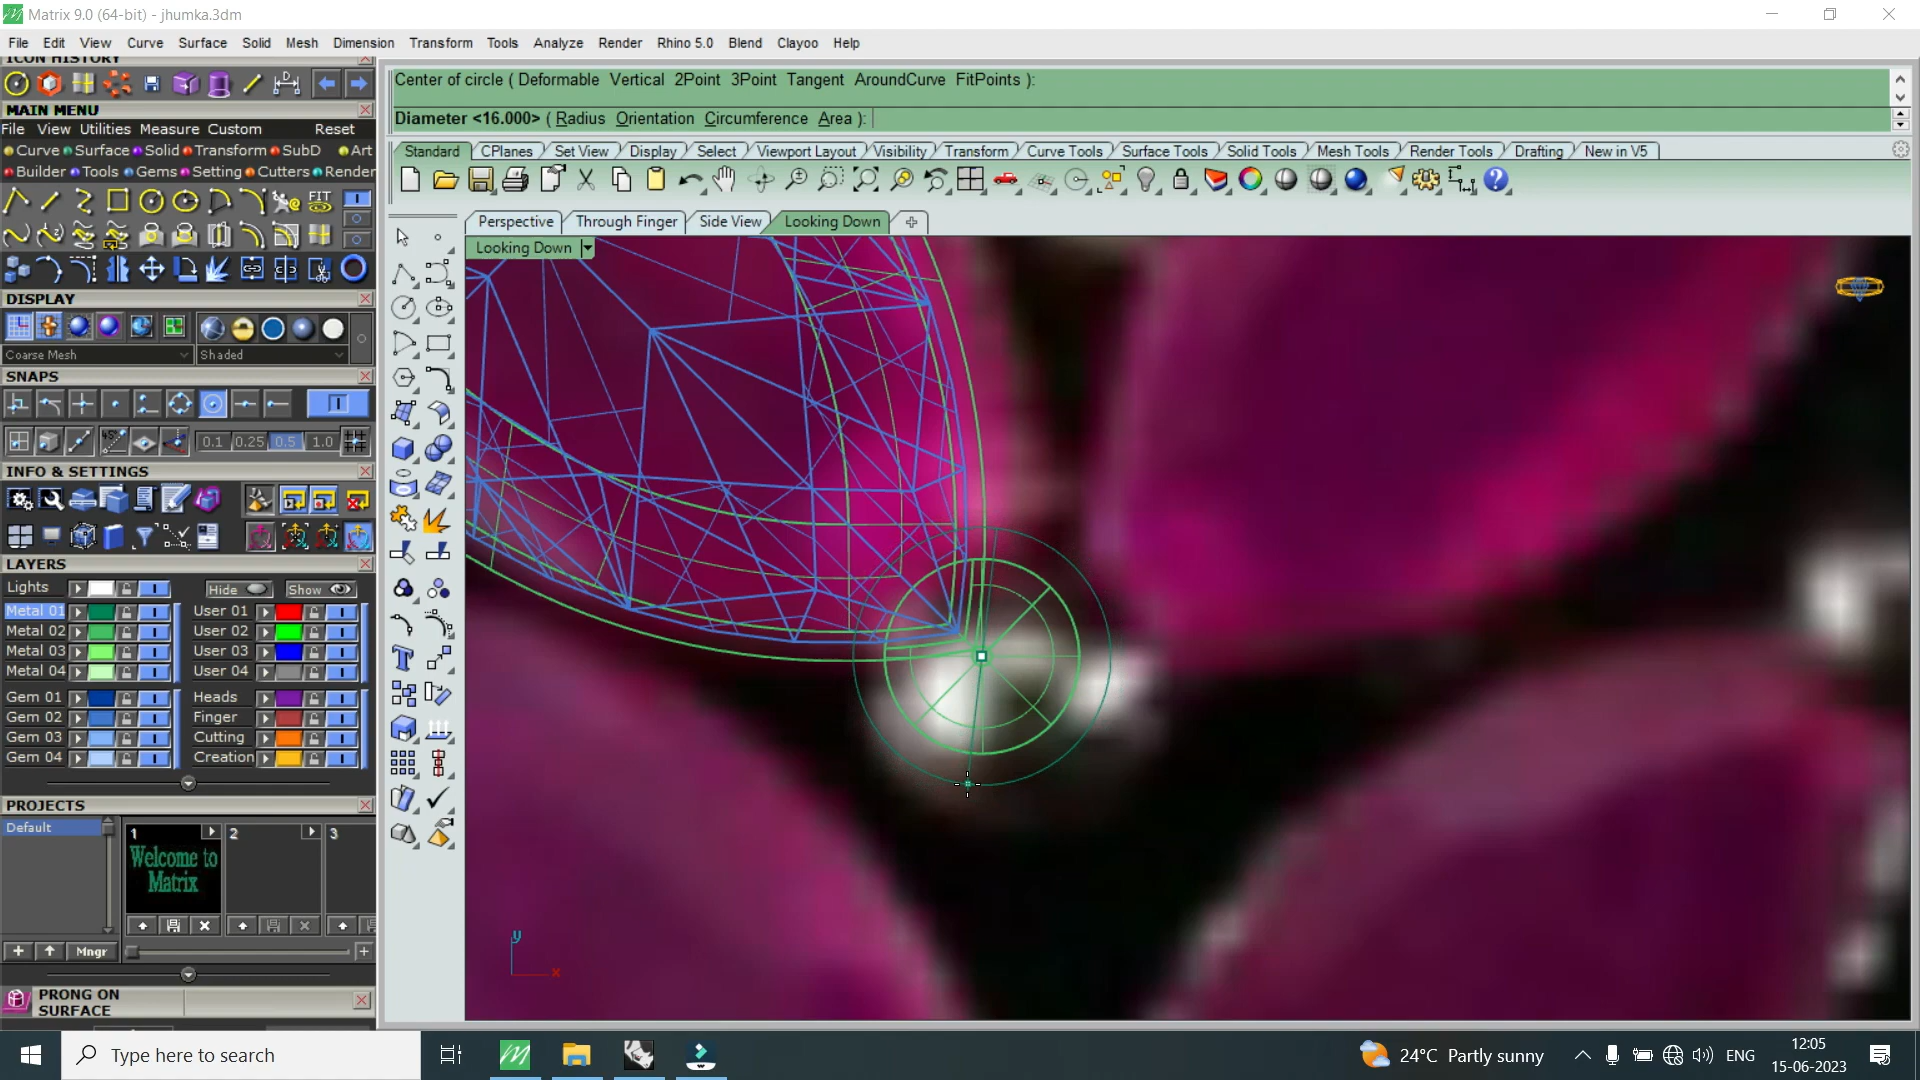 Matrix 9.0 (64-bit) - jhumka.3dm
File Edit View Curve Surface Solid Mesh Dimension Transform Tools Analyze Render Rhino 5.0 Blend Clayoo Help
ICON HISTORY
Center of circle ( Deformable Vertical 2Point 3Point Tangent AroundCurve FitPoints ):
Diameter <16.000> ( Radius Orientation Circumference Area ):
MAIN MENU
File View Utilities Measure Custom Reset
Curve Surface Solid Transform SubD Art
Builder Tools Gems Setting Cutters Render
Standard CPlanes Set View Display Select Viewport Layout Visibility Transform Curve Tools Surface Tools Solid Tools Mesh Tools Render Tools Drafting New in V5
FIT
Perspective Through Finger Side View Looking Down
Looking Down
DISPLAY
Coarse Mesh Shaded
SNAPS
0.1 0.25 0.5 1.0
INFO & SETTINGS
LAYERS
Lights Hide Show
Metal 01 User 01
Metal 02 User 02
Metal 03 User 03
Metal 04 User 04
Gem 01 Heads
Gem 02 Finger
Gem 03 Cutting
Gem 04 Creation
PROJECTS
Default 1 2 3
Welcome to
Matrix
Mngr
PRONG ON
SURFACE
y
x
Type here to search
24°C Partly sunny
ENG
12:05
15-06-2023